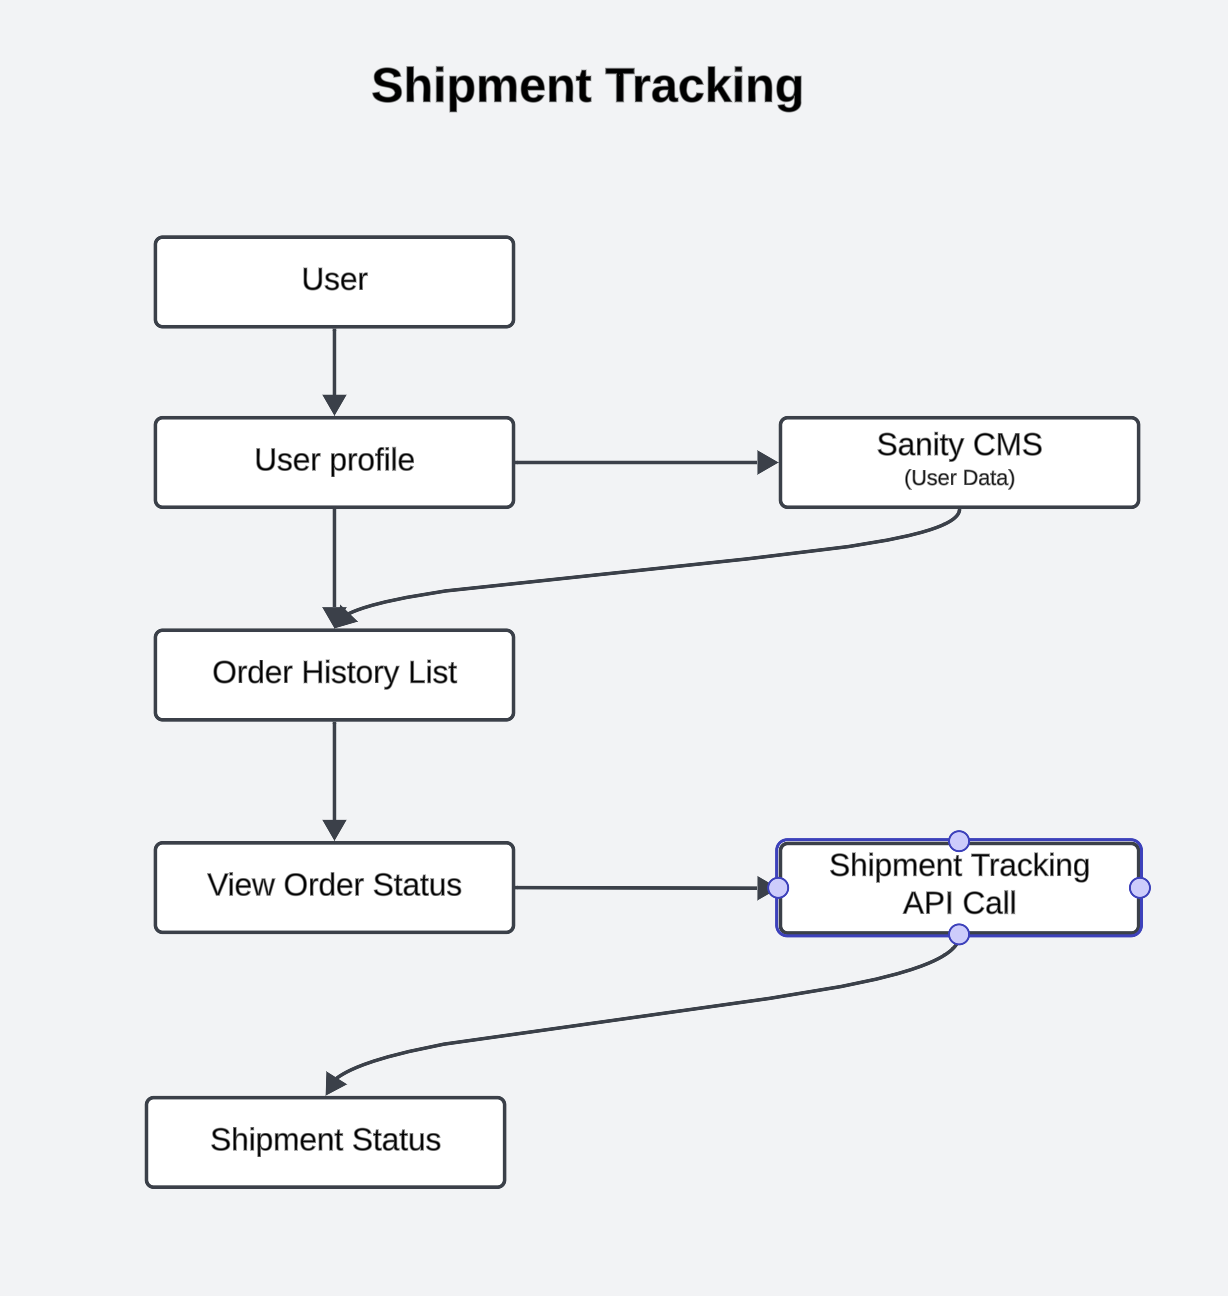 Shipment Tracking
User
User profile
Sanity CMS
(User Data)
Order History List
View Order Status
Shipment Tracking
API Call
Shipment Status